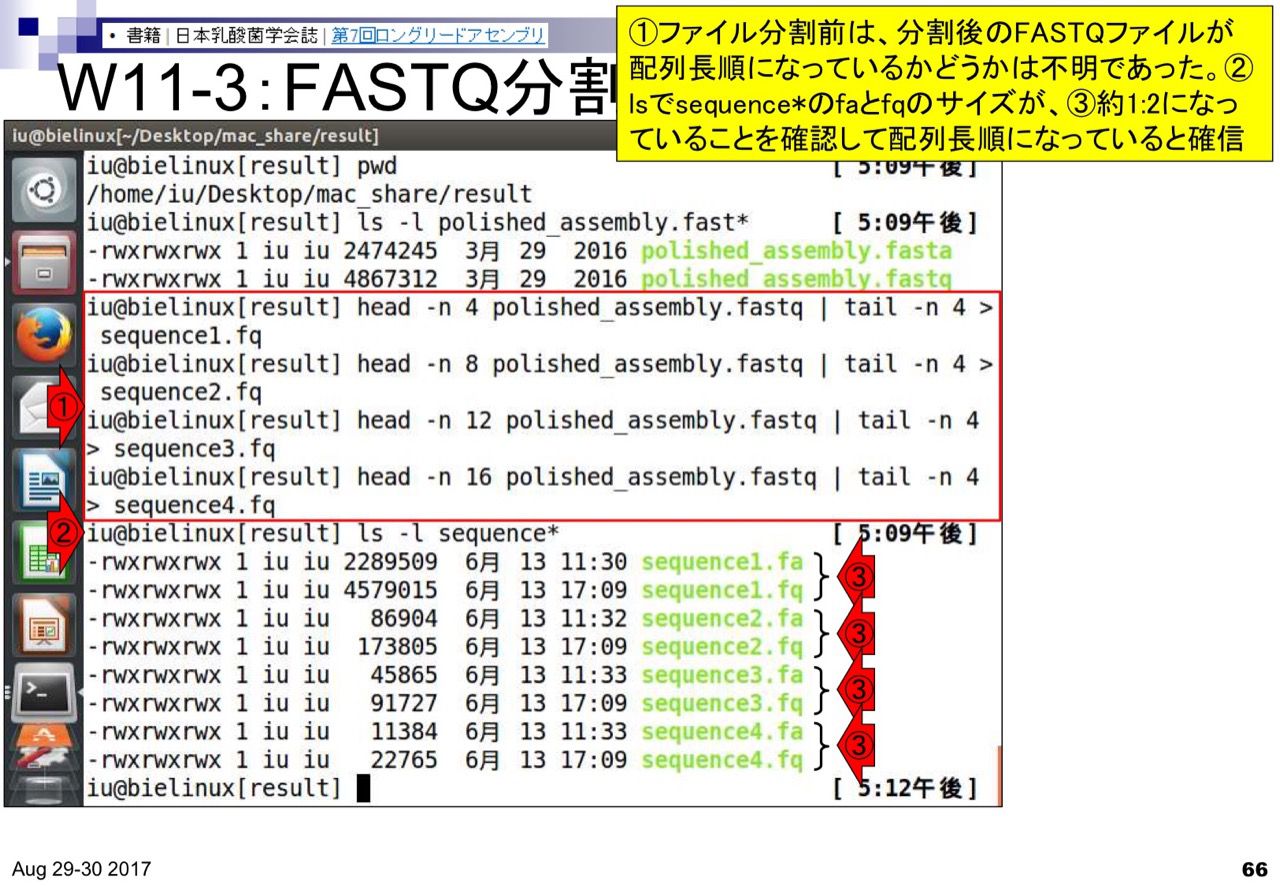 • 書籍 | 日本乳酸菌学会誌 | 第7回ロングリードアセンブリ
W11-3：FASTQ分割
①ファイル分割前は、分割後のFASTQファイルが
配列長順になっているかどうかは不明であった。②
lsでsequence*のfaとfqのサイズが、③約1:2になっ
ていることを確認して配列長順になっていると確信
iu@bielinux[~/Desktop/mac_share/result]
iu@bielinux[result] pwd [ 5:09午後]
/home/iu/Desktop/mac_share/result
iu@bielinux[result] ls -l polished_assembly.fast* [ 5:09午後]
-rwxrwxrwx 1 iu iu 2474245 3月 29 2016 polished_assembly.fasta
-rwxrwxrwx 1 iu iu 4867312 3月 29 2016 polished_assembly.fastq
iu@bielinux[result] head -n 4 polished_assembly.fastq | tail -n 4 >
sequence1.fq
iu@bielinux[result] head -n 8 polished_assembly.fastq | tail -n 4 >
sequence2.fq
①
iu@bielinux[result] head -n 12 polished_assembly.fastq | tail -n 4
> sequence3.fq
iu@bielinux[result] head -n 16 polished_assembly.fastq | tail -n 4
> sequence4.fq
②
iu@bielinux[result] ls -l sequence* [ 5:09午後]
-rwxrwxrwx 1 iu iu 2289509 6月 13 11:30 sequence1.fa
③
-rwxrwxrwx 1 iu iu 4579015 6月 13 17:09 sequence1.fq
-rwxrwxrwx 1 iu iu 86904 6月 13 11:32 sequence2.fa
③
-rwxrwxrwx 1 iu iu 173805 6月 13 17:09 sequence2.fq
-rwxrwxrwx 1 iu iu 45865 6月 13 11:33 sequence3.fa
③
-rwxrwxrwx 1 iu iu 91727 6月 13 17:09 sequence3.fq
-rwxrwxrwx 1 iu iu 11384 6月 13 11:33 sequence4.fa
③
-rwxrwxrwx 1 iu iu 22765 6月 13 17:09 sequence4.fq
iu@bielinux[result] [ 5:12午後]
Aug 29-30 2017
66